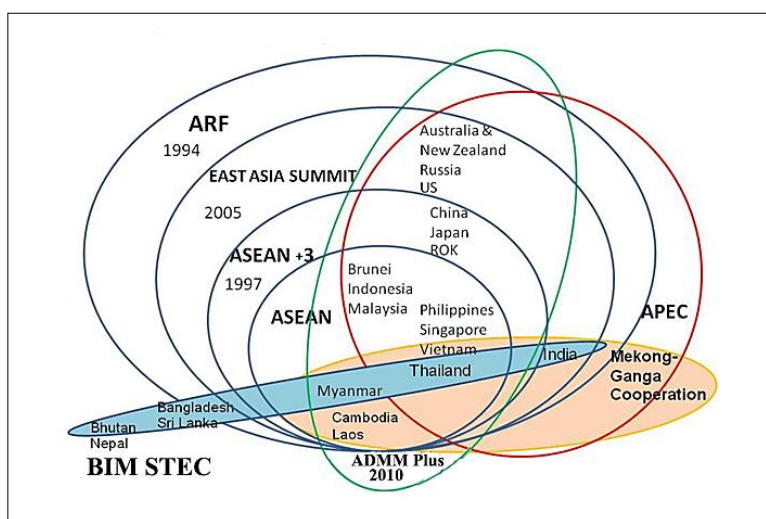 ARF
1994
EAST ASIA SUMMIT
2005
ASEAN +3
1997
ASEAN
Australia &
New Zealand
Russia
US
China
Japan
ROK
Brunei
Indonesia
Malaysia
Philippines
Singapore
Vietnam
Thailand
India
APEC
Mekong-
Ganga
Cooperation
Myanmar
Cambodia
Laos
Bangladesh
Sri Lanka
Bhutan
Nepal
BIM STEC
ADMM Plus
2010